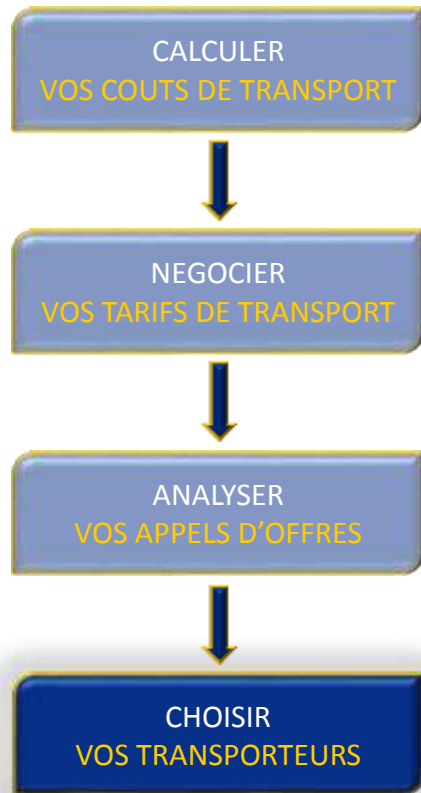 CALCULER
VOS COUTS DE TRANSPORT
NEGOCIER
VOS TARIFS DE TRANSPORT
ANALYSER
VOS APPELS D’OFFRES
CHOISIR
VOS TRANSPORTEURS